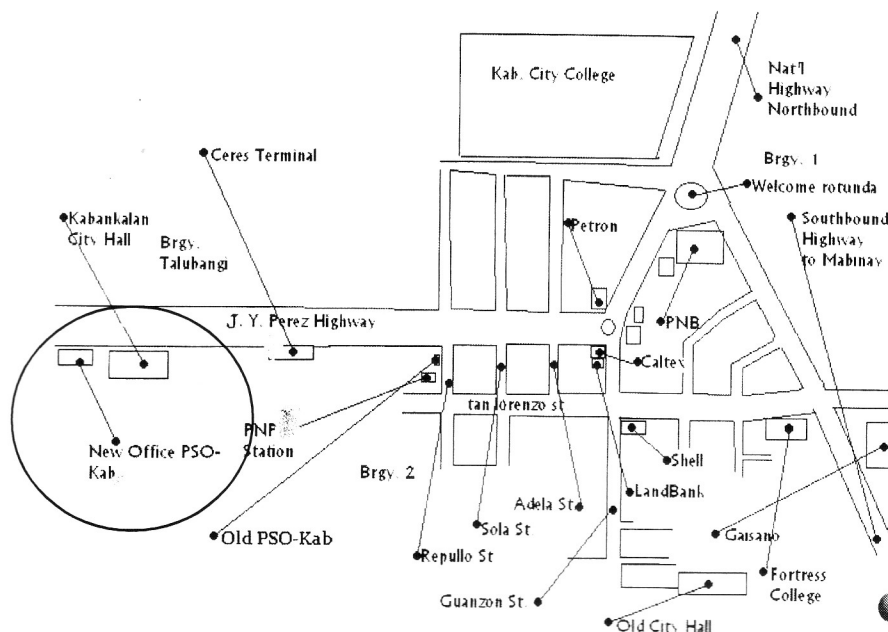 Kab. City College
Nat'l
Highway
Northbound
Ceres Terminal
Brgy. 1
Welcome rotunda
Kabankalan
City Hall
Brgy.
Talubangi
Petron
Southbound
Highway
to Mabinay
J. Y. Perez Highway
PNB
Caltex
tan lorenzo st
New Office PSO-
Kab
PNP
Station
Brgy. 2
Shell
Adela St
LandBank
Old PSO-Kab
Sola St
Gaisano
Repullo St
Guanzon St.
Fortress
College
Old City Hall